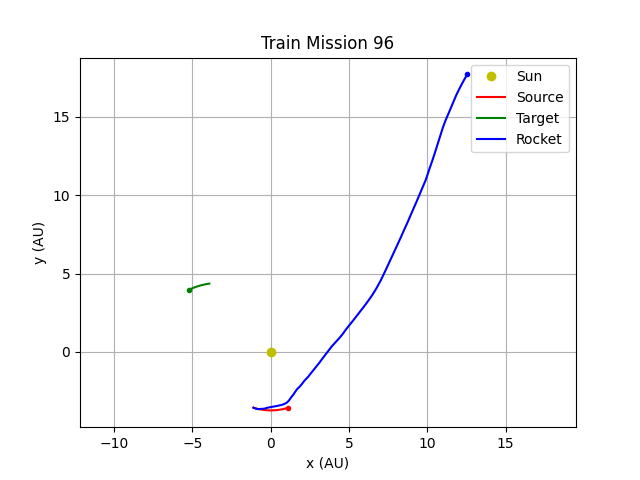 Train Mission 96
Sun
Source
Target
Rocket
y (AU)
15
10
5
0
−10
−5
0
5
10
15
x (AU)